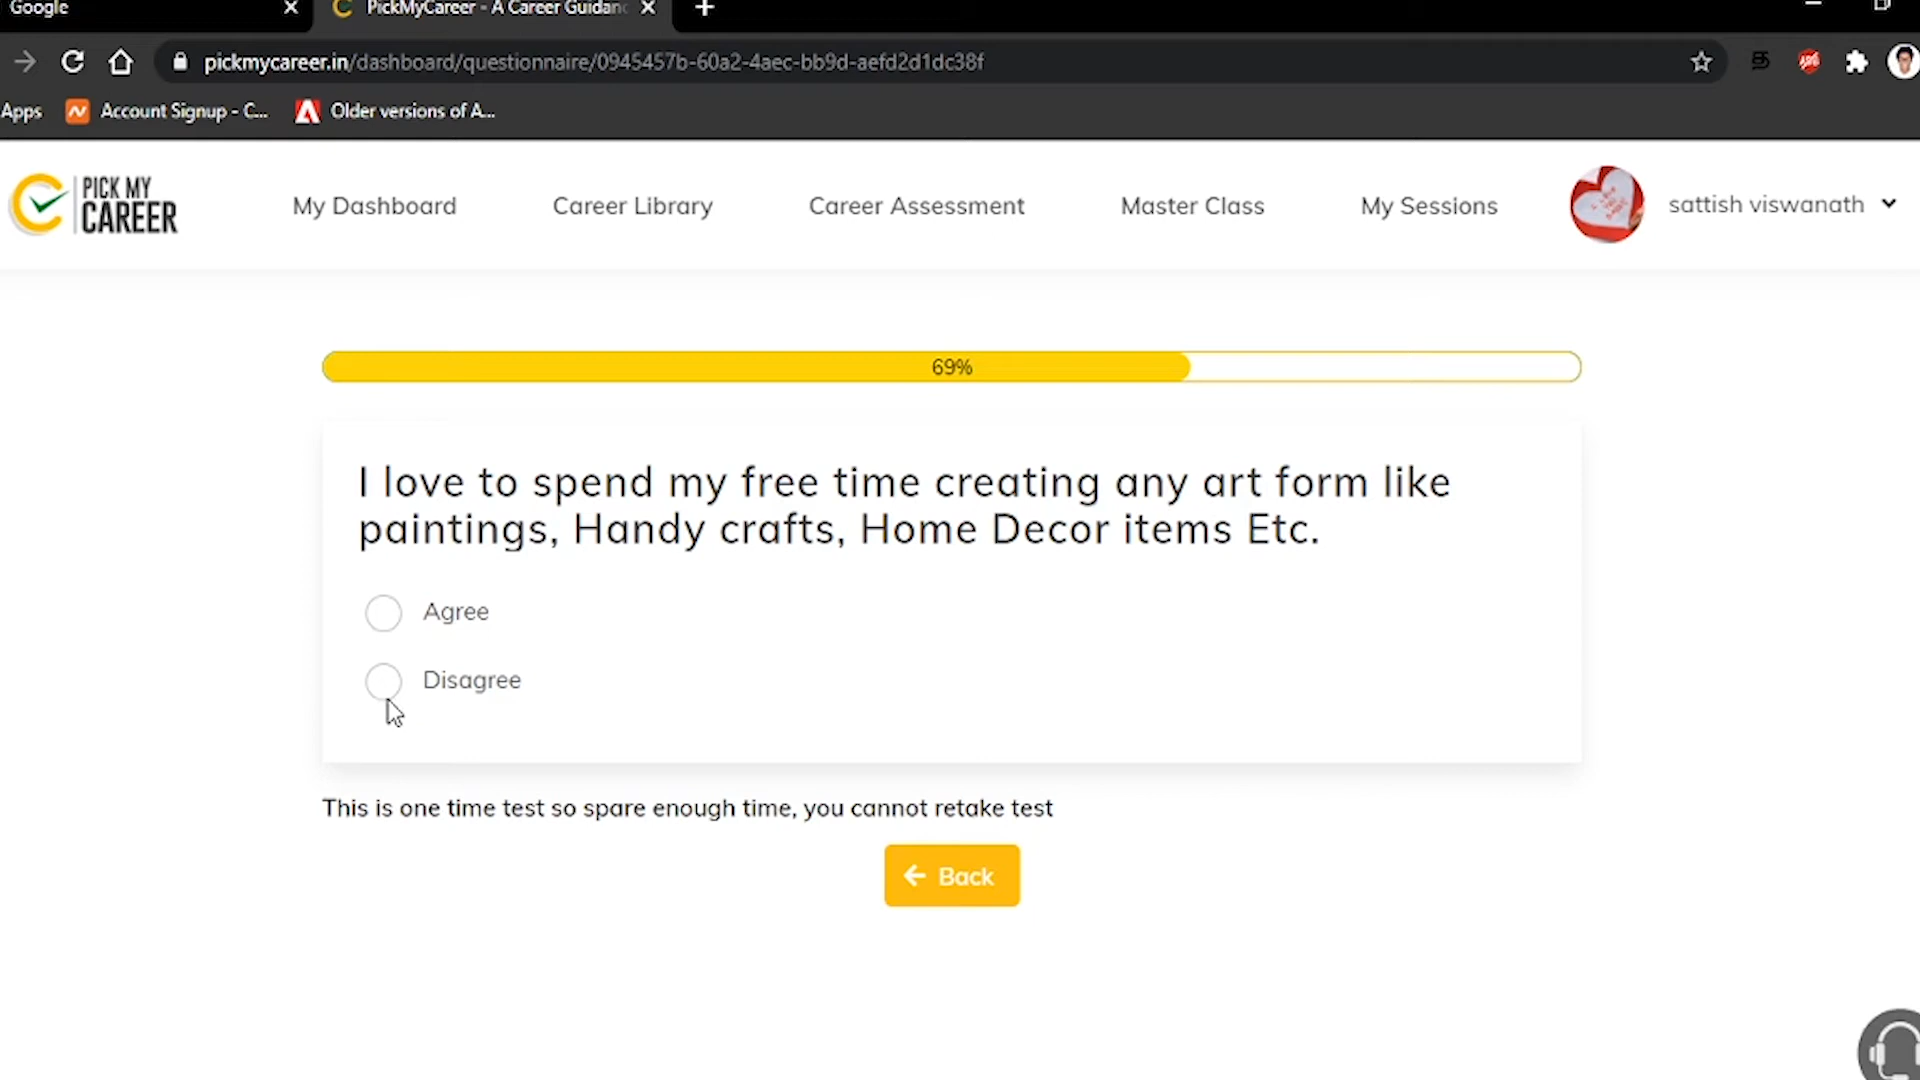 Google
PickMyCareer - A Career Guidan
pickmycareer.in/dashboard/questionnaire/0945457b-60a2-4aec-bb9d-aefd2d1dc38f
Apps
Account Signup - C...
Older versions of A...
PICK MY
CAREER
My Dashboard
Career Library
Career Assessment
Master Class
My Sessions
sattish viswanath
69%
I love to spend my free time creating any art form like
paintings, Handy crafts, Home Decor items Etc.
Agree
Disagree
This is one time test so spare enough time, you cannot retake test
Back